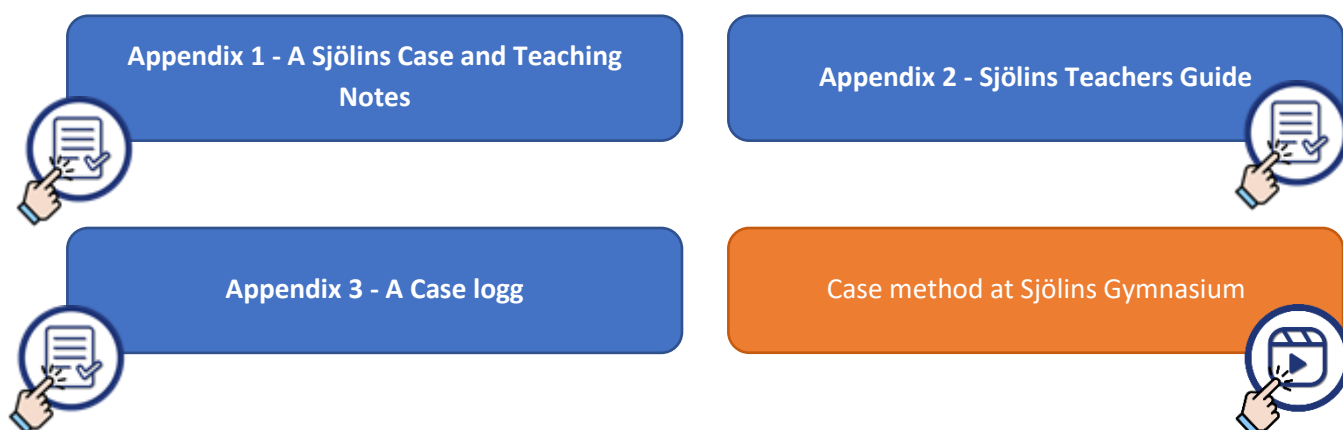 Appendix 1 - A Sjölins Case and Teaching
Notes
Appendix 2 - Sjölins Teachers Guide
Appendix 3 - A Case logg
Case method at Sjölins Gymnasium